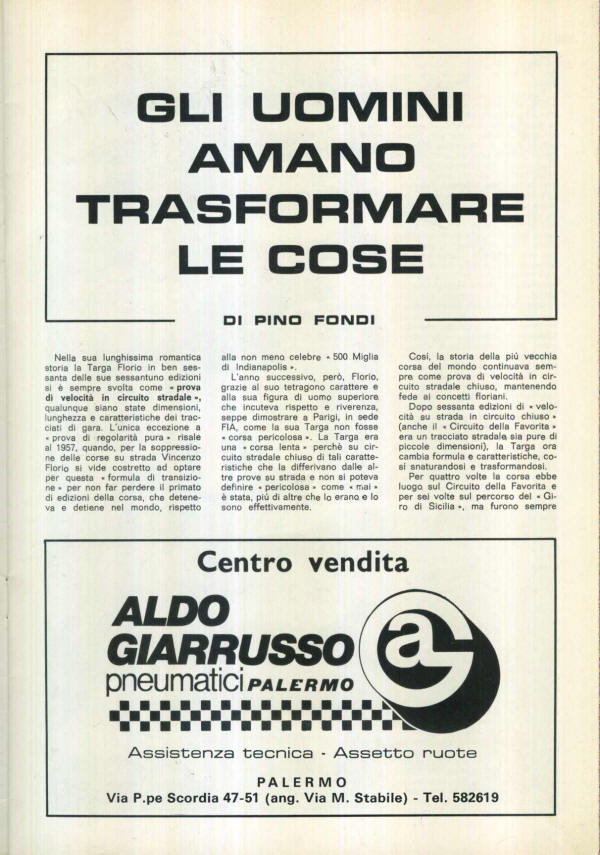 GLI UOMINI
AMANO
TRASFORMARE
LE COSE
DI PINO FONDI
Nella sua lunghissima romantica
storia la Targa Florio in ben ses-
santa delle sue sessantuno edizioni
si è sempre svolta come « prova
di velocità in circuito stradale »,
qualunque siano state dimensioni,
lunghezza e caratteristiche dei trac-
ciati di gara. L'unica eccezione a
« prova di regolarità pura » risale
al 1957, quando, per la soppressio-
ne delle corse su strada Vincenzo
Florio si vide costretto ad optare
per questa « formula di transizio-
ne » per non far perdere il primato
di edizioni della corsa, che detene-
va e detiene nel mondo, rispetto
alla non meno celebre « 500 Miglia
di Indianapolis ».
L'anno successivo, però, Florio,
grazie al suo tetragono carattere e
alla sua figura di uomo superiore
che incuteva rispetto e riverenza,
seppe dimostrare a Parigi, in sede
FIA, come la sua Targa non fosse
« corsa pericolosa ». La Targa era
una « corsa lenta » perchè su cir-
cuito stradale chiuso di tali caratte-
ristiche che la differivano dalle al-
tre prove su strada e non si poteva
definire « pericolosa » come « mai »
è stata, più di altre che lo erano e lo
sono effettivamente.
Così, la storia della più vecchia
corsa del mondo continuava sem-
pre come prova di velocità in cir-
cuito stradale chiuso, mantenendo
fede ai concetti floriani.
Dopo sessanta edizioni di « velo-
cità su strada in circuito chiuso »
(anche il « Circuito della Favorita »
era un tracciato stradale sia pure di
piccole dimensioni), la Targa ora
cambia formula e caratteristiche, co-
sì snaturandosi e trasformandosi.
Per quattro volte la corsa ebbe
luogo sul Circuito della Favorita e
per sei volte sul percorso del « Gi-
ro di Sicilia », ma furono sempre
Centro vendita
ALDO
GIARRUSSO
pneumatici PALERMO
ag
Assistenza tecnica - Assetto ruote
PALERMO
Via P.pe Scordia 47-51 (ang. Via M. Stabile) - Tel. 582619